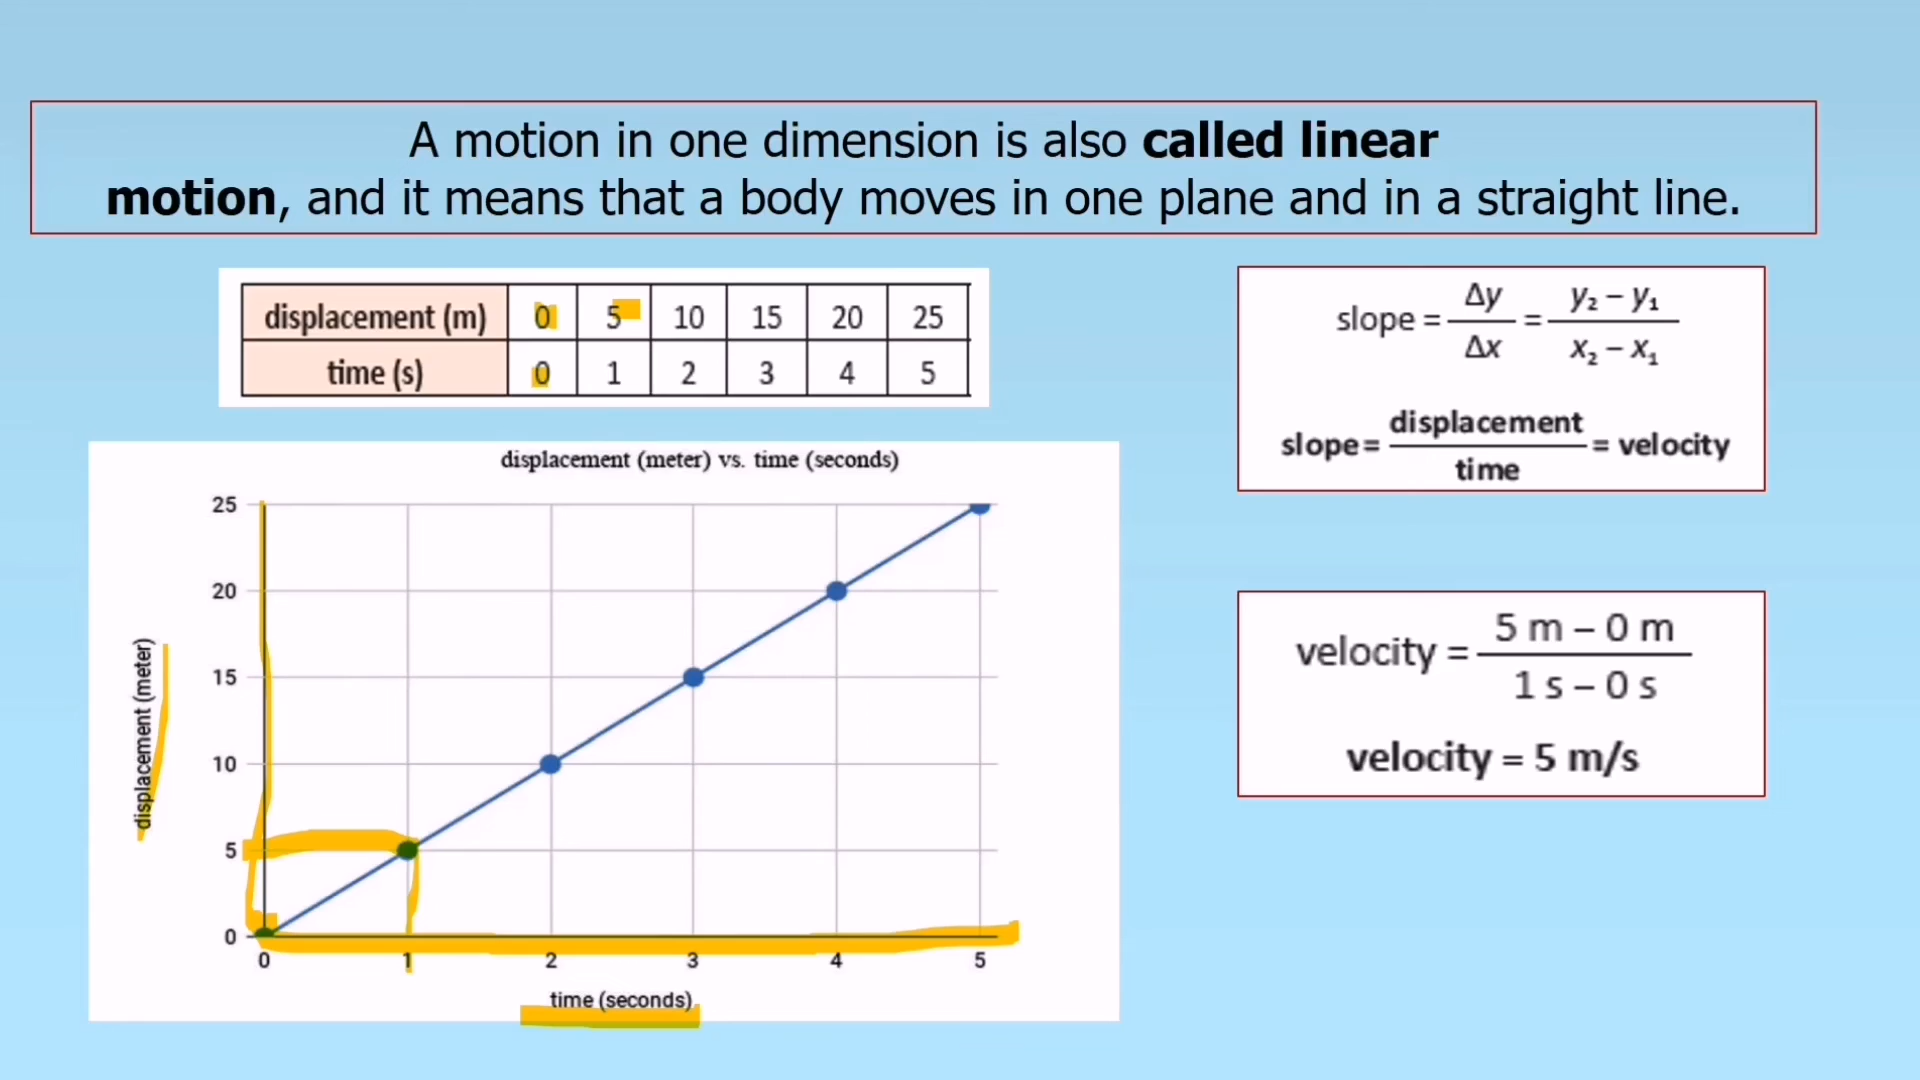 A motion in one dimension is also called linear
motion, and it means that a body moves in one plane and in a straight line.
displacement (m) 0 5 10 15 20 25
time (s) 0 1 2 3 4 5
slope = Δy/Δx = y₂ – y₁/x₂ – x₁
slope = displacement/time = velocity
displacement (meter) vs. time (seconds)
25
20
15
10
5
0
displacement (meter)
0 1 2 3 4 5
time (seconds)
velocity = 5 m – 0 m/1 s – 0 s
velocity = 5 m/s